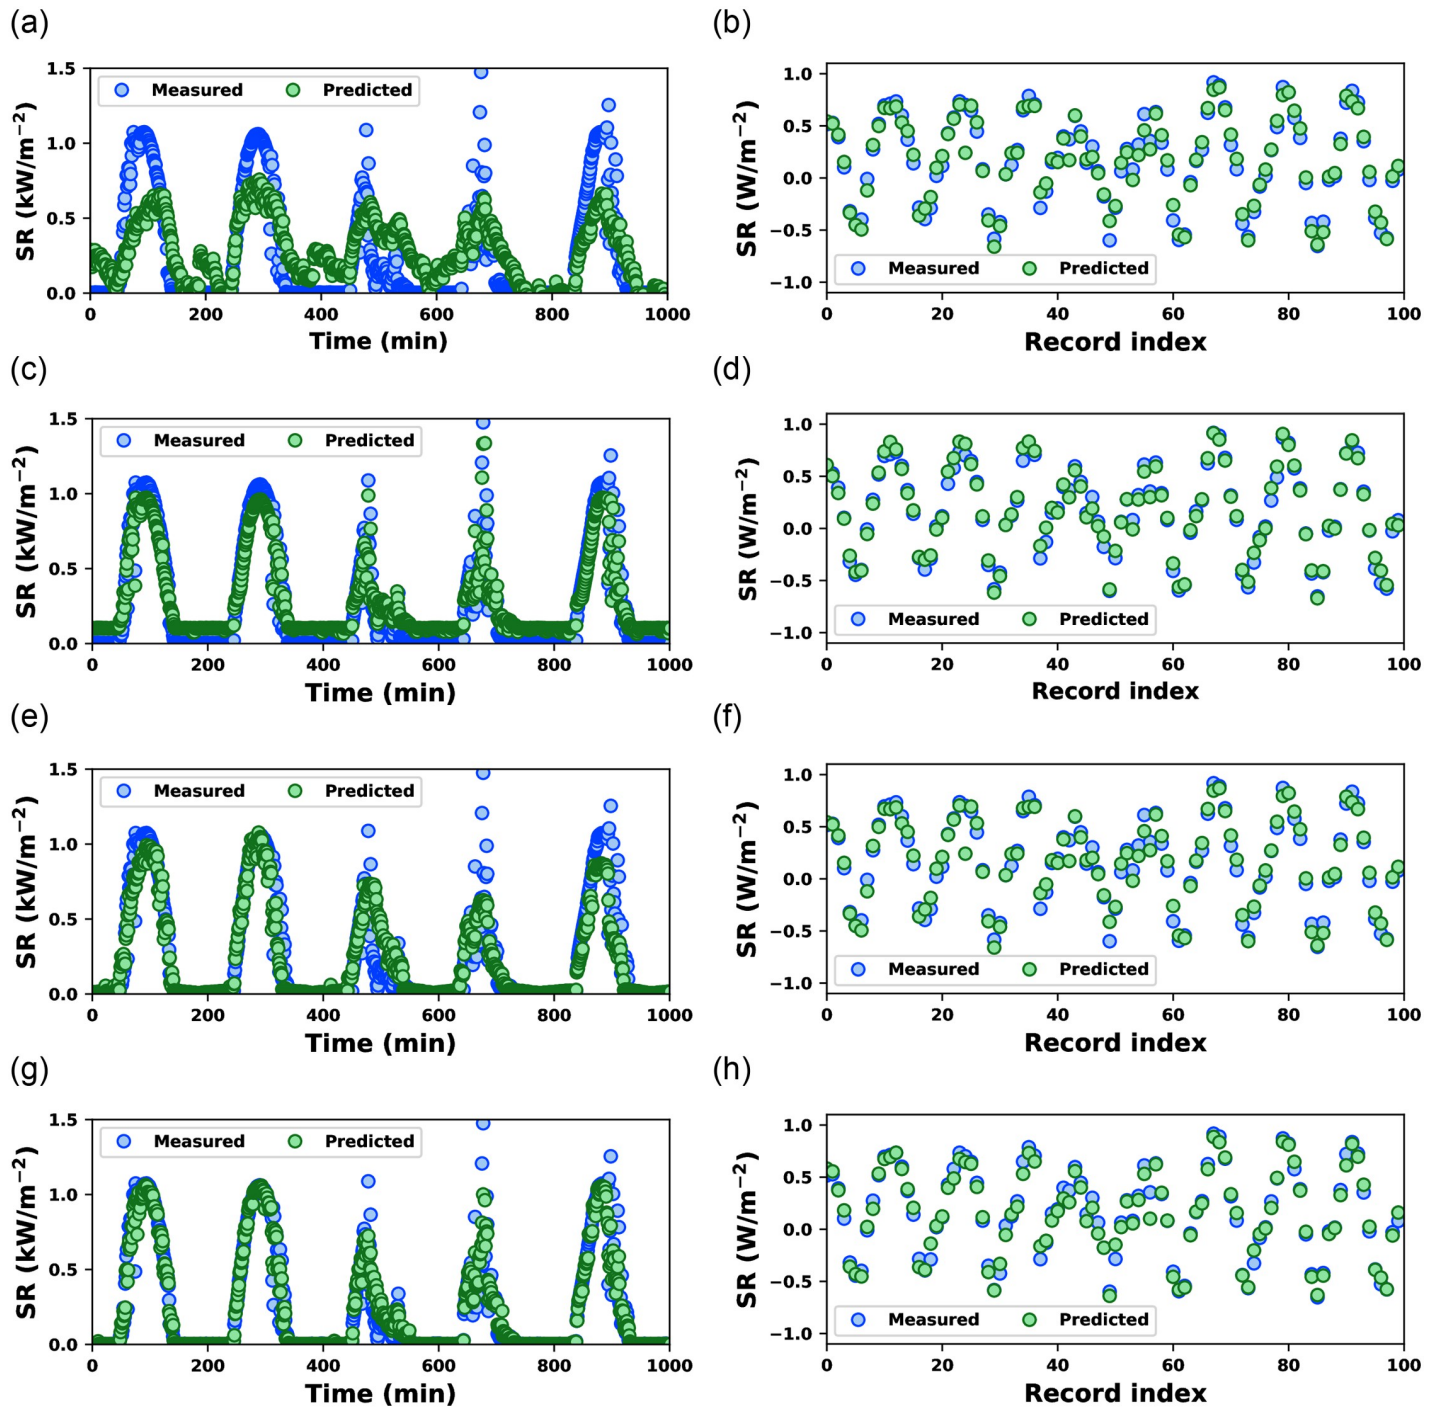 (a)
(b)
1.5
1.0
0.5
0.0
SR (kW/m−2)
Measured
Predicted
0
200
400
600
800
1000
Time (min)
1.0
0.5
0.0
−0.5
−1.0
SR (W/m−2)
Measured
Predicted
0
20
40
60
80
100
Record index
(c)
(d)
1.5
1.0
0.5
0.0
SR (kW/m−2)
Measured
Predicted
0
200
400
600
800
1000
Time (min)
1.0
0.5
0.0
−0.5
−1.0
SR (W/m−2)
Measured
Predicted
0
20
40
60
80
100
Record index
(e)
(f)
1.5
1.0
0.5
0.0
SR (kW/m−2)
Measured
Predicted
0
200
400
600
800
1000
Time (min)
1.0
0.5
0.0
−0.5
−1.0
SR (W/m−2)
Measured
Predicted
0
20
40
60
80
100
Record index
(g)
(h)
1.5
1.0
0.5
0.0
SR (kW/m−2)
Measured
Predicted
0
200
400
600
800
1000
Time (min)
1.0
0.5
0.0
−0.5
−1.0
SR (W/m−2)
Measured
Predicted
0
20
40
60
80
100
Record index